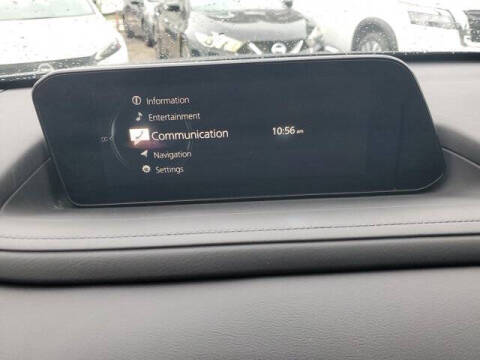 Information
Entertainment
Communication 10:56 am
Navigation
Settings